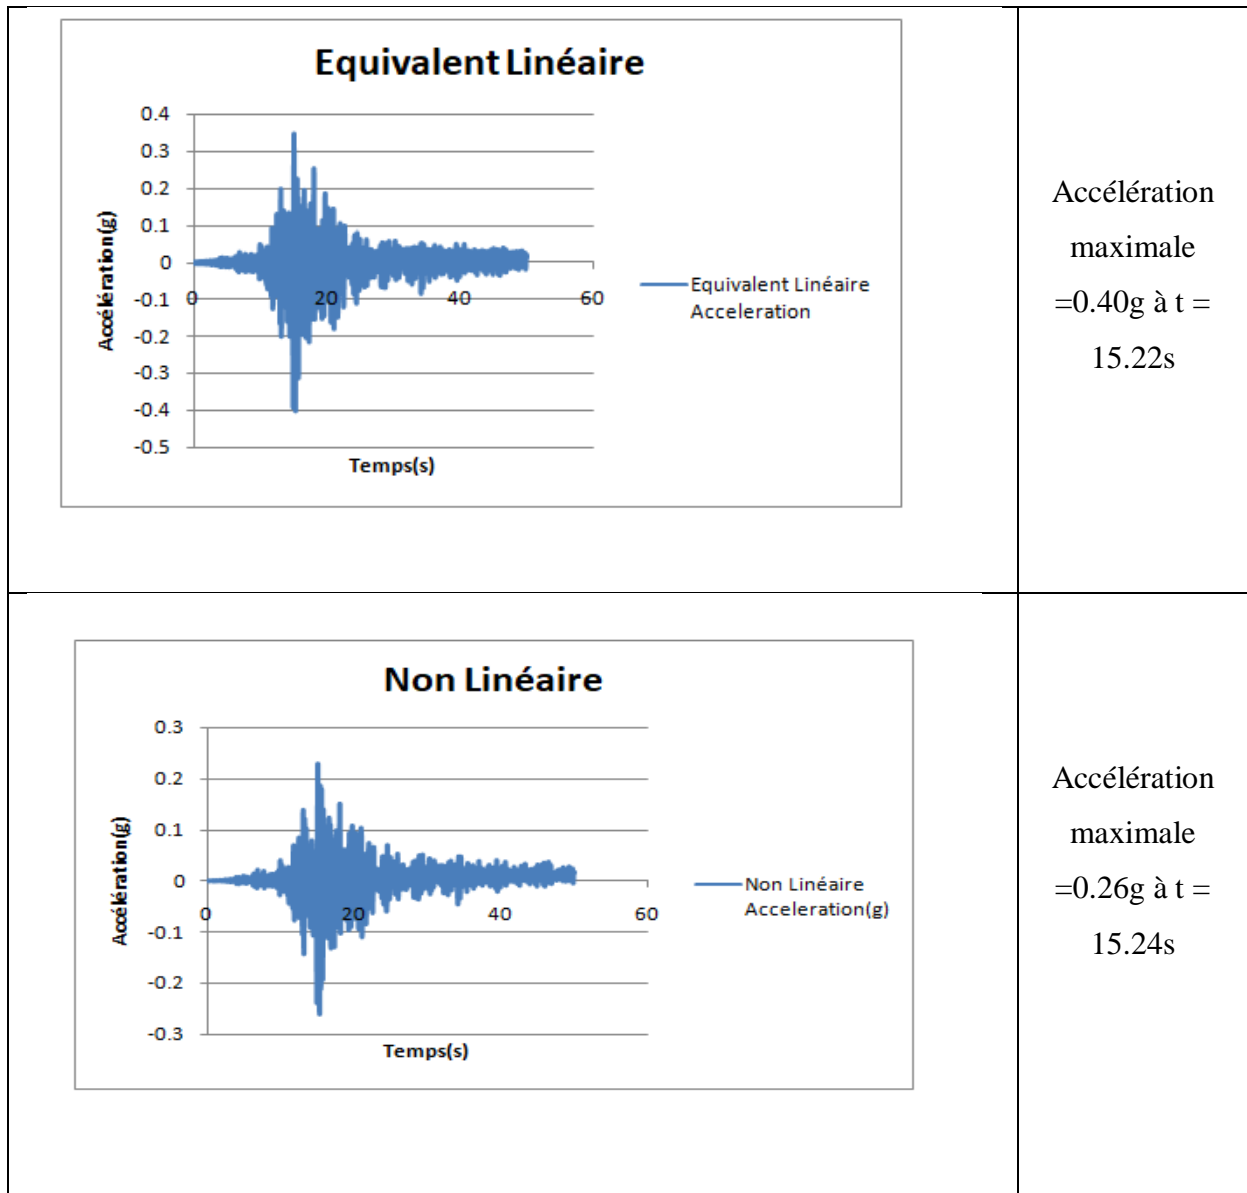 Equivalent Linéaire
0.4
0.3
0.2
0.1
0
-0.1
-0.2
-0.3
-0.4
-0.5
0
20
40
60
Accélération(g)
Temps(s)
Equivalent Linéaire
Acceleration
Accélération
maximale
=0.40g à t =
15.22s
Non Linéaire
0.3
0.2
0.1
0
-0.1
-0.2
-0.3
0
20
40
60
Accélération(g)
Temps(s)
Non Linéaire
Acceleration(g)
Accélération
maximale
=0.26g à t =
15.24s